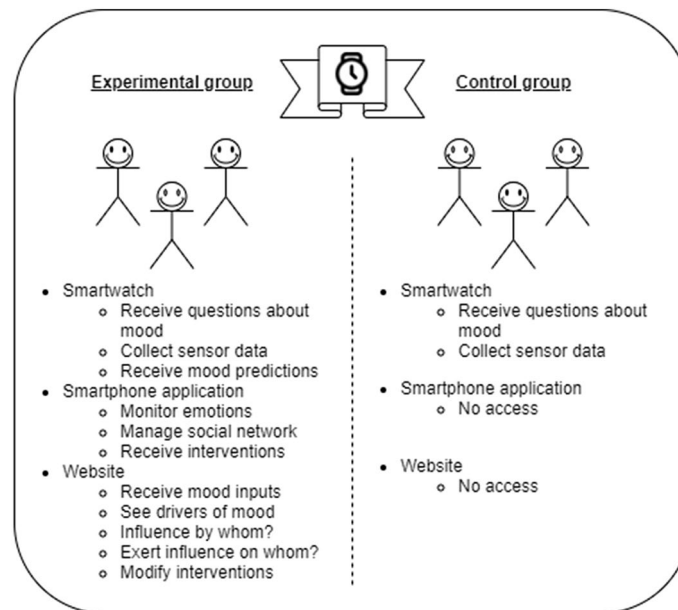 Experimental group
Smartwatch
Receive questions about
mood
Collect sensor data
Receive mood predictions
Smartphone application
Monitor emotions
Manage social network
Receive interventions
Website
Receive mood inputs
See drivers of mood
Influence by whom?
Exert influence on whom?
Modify interventions
Control group
Smartwatch
Receive questions about
mood
Collect sensor data
Smartphone application
No access
Website
No access